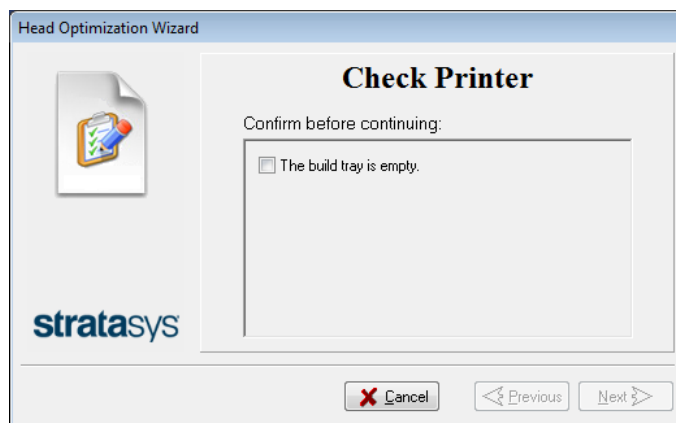 Head Optimization Wizard
Check Printer
Confirm before continuing:
The build tray is empty.
stratasys
Cancel
Previous
Next